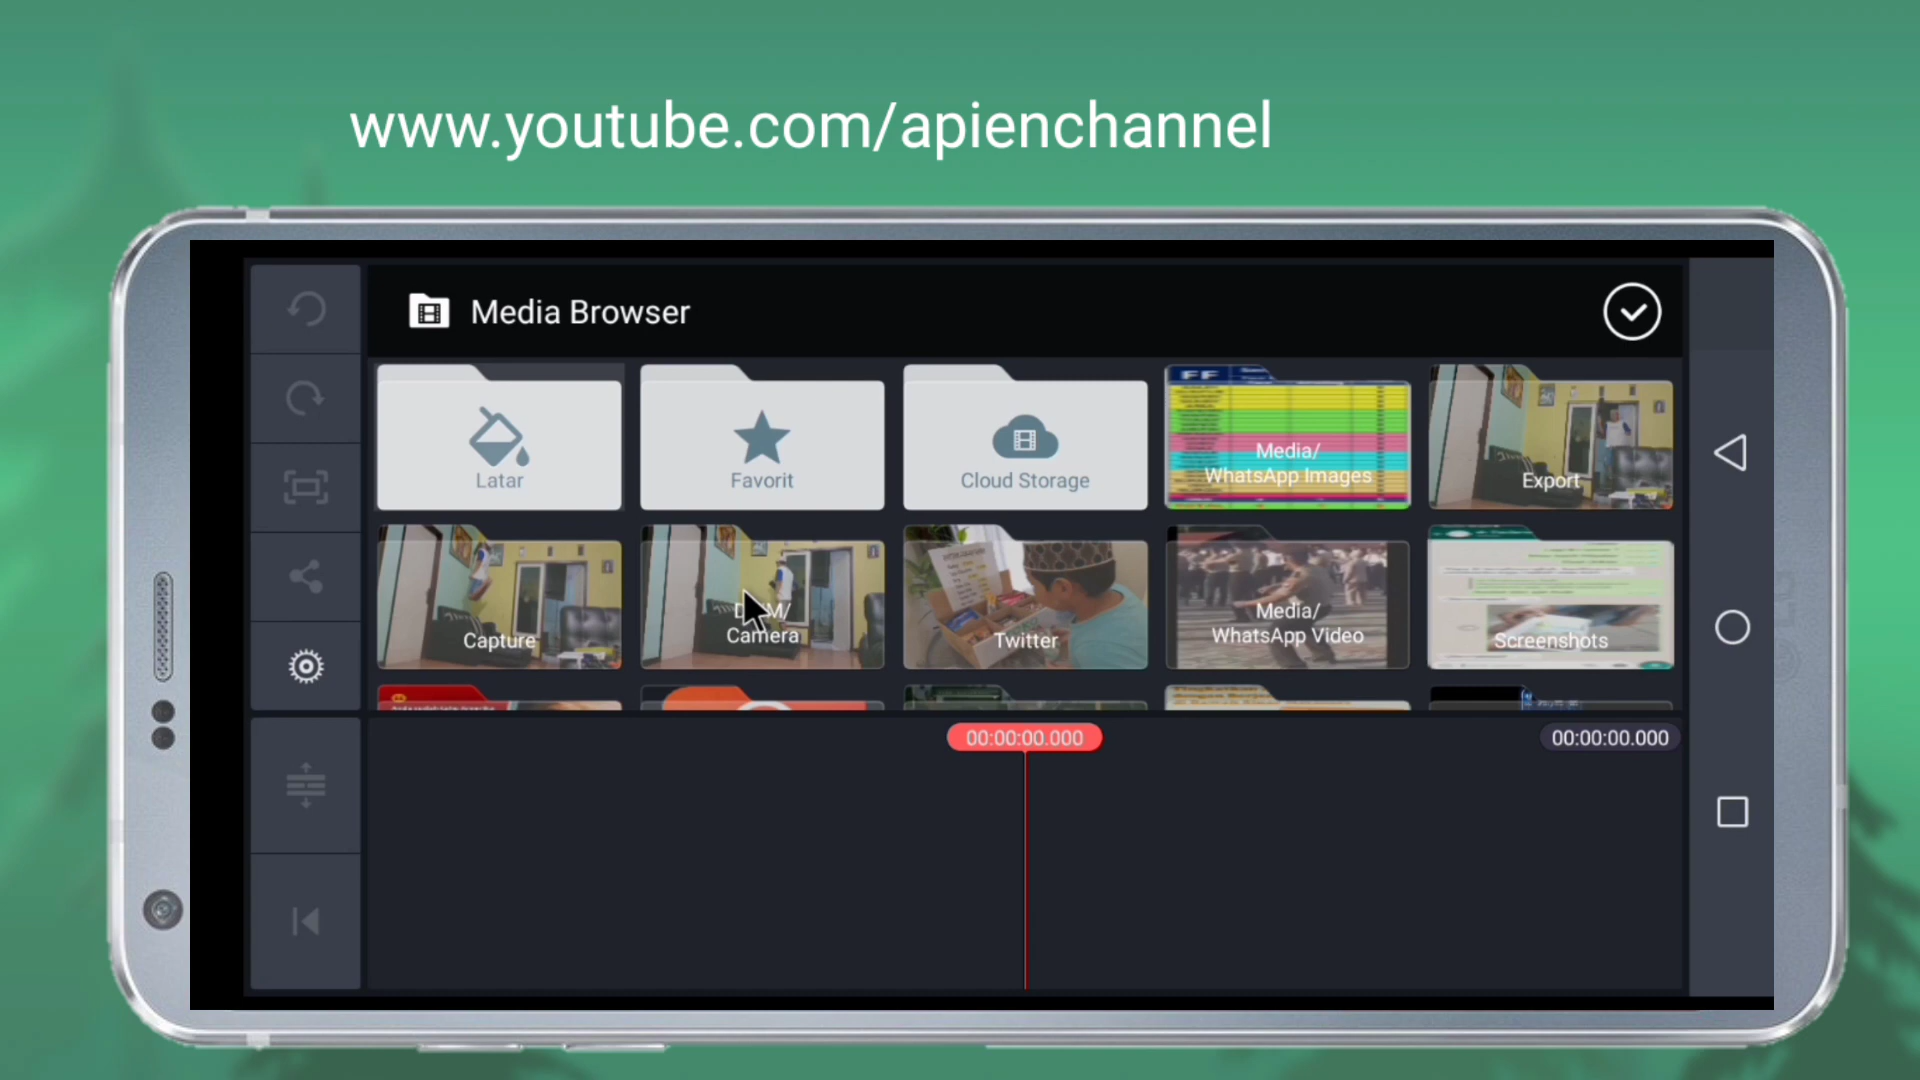 www.youtube.com/apienchannel
Media Browser
Latar
Favorit
Cloud Storage
Media/
WhatsApp Images
Export
Capture
Camera
Twitter
Media/
WhatsApp Video
Screenshots
00:00:00.000
00:00:00.000